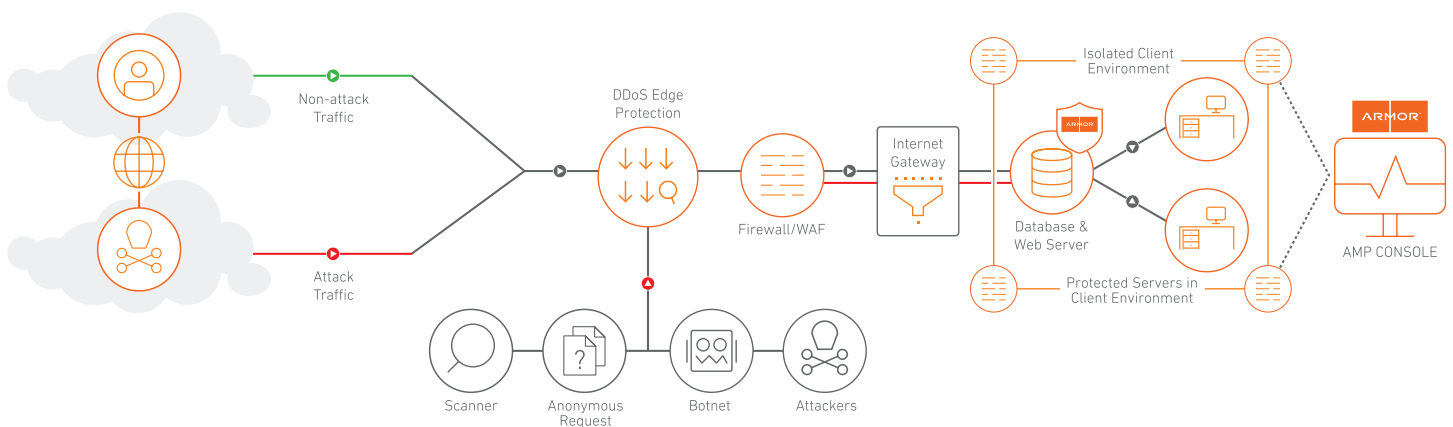 Non-attack
Traffic
Attack
Traffic
DDoS Edge
Protection
Firewall/WAF
Internet
Gateway
Scanner
?
Anonymous
Request
Botnet
Attackers
Isolated Client
Environment
ARMOR
Database &
Web Server
Protected Servers in
Client Environment
ARMOR
AMP CONSOLE